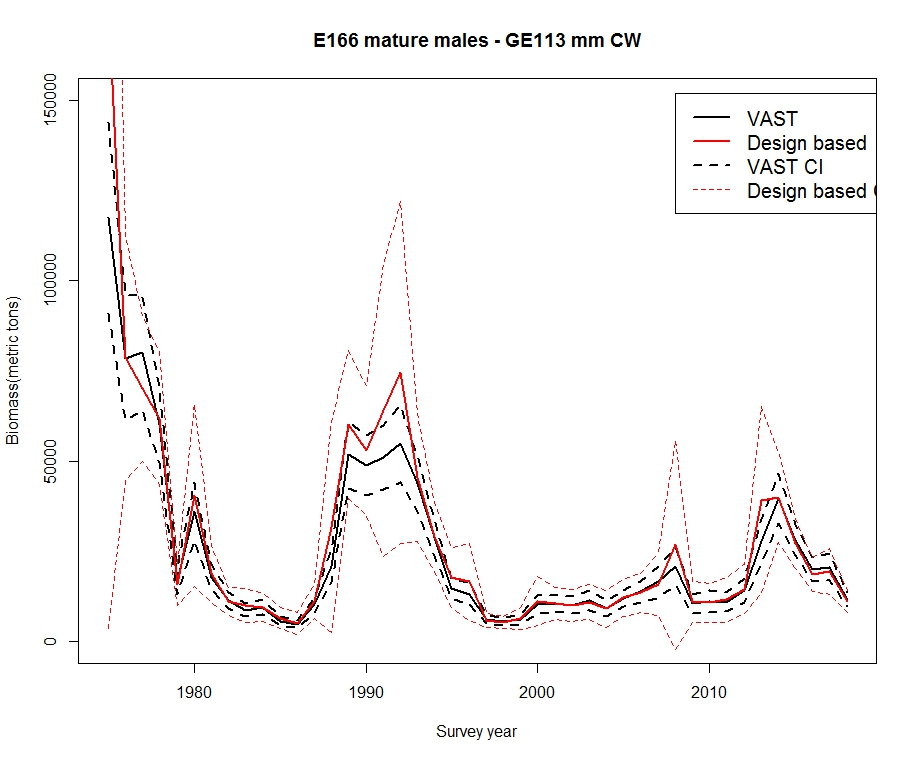 E166 mature males - GE113 mm CW
VAST
Design based
VAST CI
Design based
Biomass(metric tons)
150000
100000
50000
0
1980
1990
2000
2010
Survey year